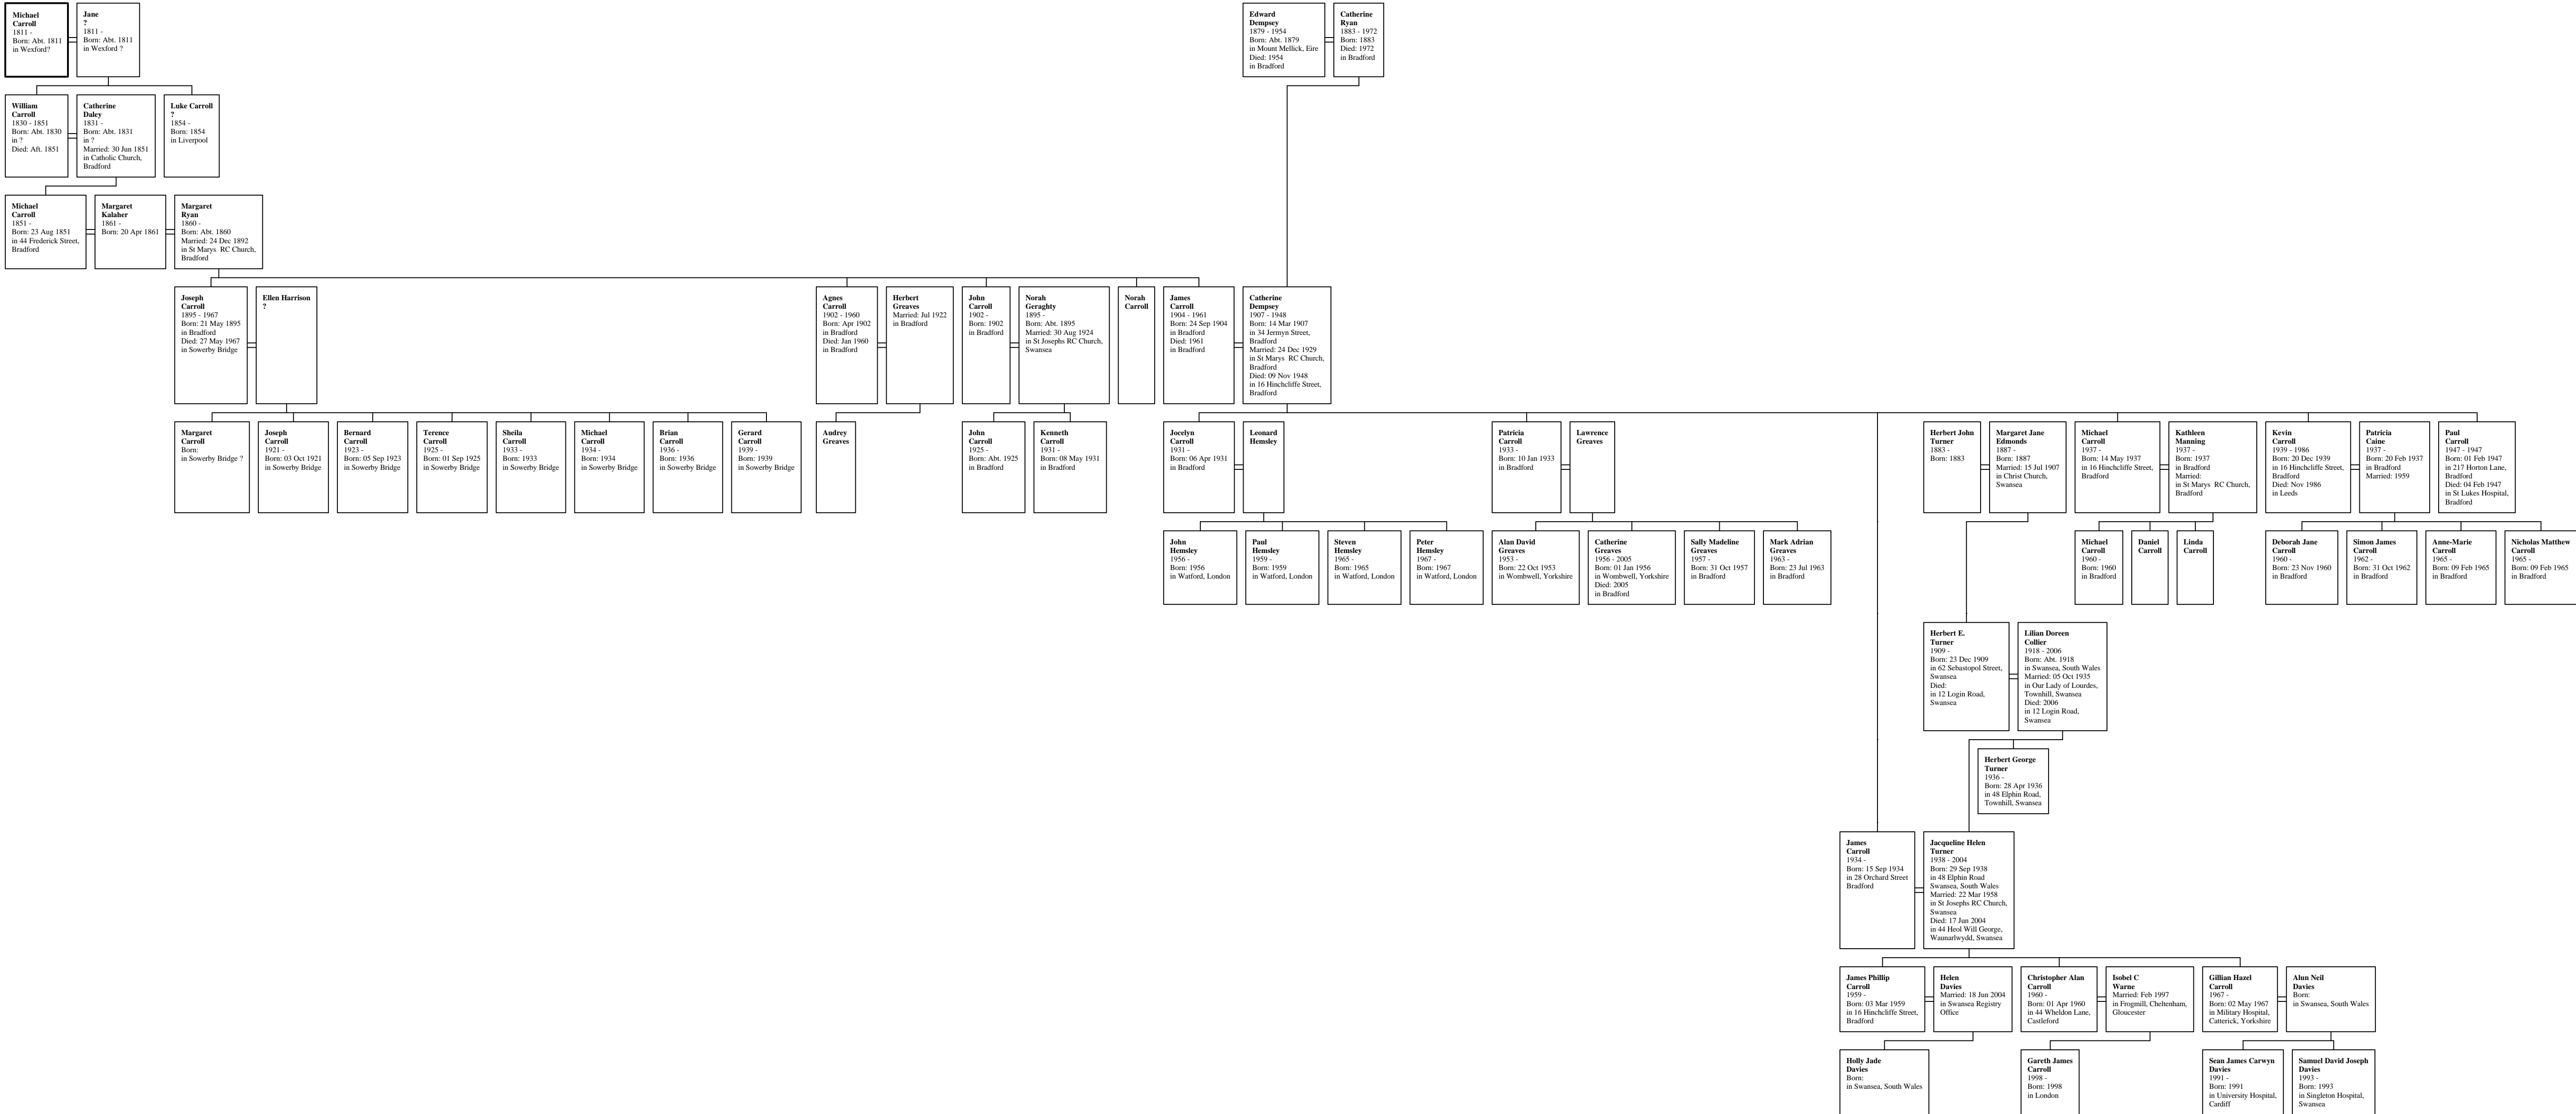 Michael
Carroll
1811 -
Born: Abt. 1811
in Wexford?
Jane
?
1811 -
Born: Abt. 1811
in Wexford ?
Edward
Dempsey
1879 - 1954
Born: Abt. 1879
in Mount Mellick, Eire
Died: 1954
in Bradford
Catherine
Ryan
1883 - 1972
Born: 1883
Died: 1972
in Bradford
William
Carroll
1830 - 1851
Born: Abt. 1830
in ?
Died: Aft. 1851
Catherine
Daley
1831 -
Born: Abt. 1831
in ?
Married: 30 Jun 1851
in Catholic Church,
Bradford
Luke Carroll
?
1854 -
Born: 1854
in Liverpool
Michael
Carroll
1851 -
Born: 23 Aug 1851
in 44 Frederick Street,
Bradford
Margaret
Kalaher
1861 -
Born: 20 Apr 1861
Margaret
Ryan
1860 -
Born: Abt. 1860
Married: 24 Dec 1892
in St Marys  RC Church,
Bradford
Joseph
Carroll
1895 - 1967
Born: 21 May 1895
in Bradford
Died: 27 May 1967
in Sowerby Bridge
Ellen Harrison
?
Agnes
Carroll
1902 - 1960
Born: Apr 1902
in Bradford
Died: Jan 1960
in Bradford
Herbert
Greaves
Married: Jul 1922
in Bradford
John
Carroll
1902 -
Born: 1902
in Bradford
Norah
Geraghty
1895 -
Born: Abt. 1895
Married: 30 Aug 1924
in St Josephs RC Church,
Swansea
Norah
Carroll
James
Carroll
1904 - 1961
Born: 24 Sep 1904
in Bradford
Died: 1961
in Bradford
Catherine
Dempsey
1907 - 1948
Born: 14 Mar 1907
in 34 Jermyn Street,
Bradford
Married: 24 Dec 1929
in St Marys  RC Church,
Bradford
Died: 09 Nov 1948
in 16 Hinchcliffe Street,
Bradford
Margaret
Carroll
Born:
in Sowerby Bridge ?
Joseph
Carroll
1921 -
Born: 03 Oct 1921
in Sowerby Bridge
Bernard
Carroll
1923 -
Born: 05 Sep 1923
in Sowerby Bridge
Terence
Carroll
1925 -
Born: 01 Sep 1925
in Sowerby Bridge
Sheila
Carroll
1933 -
Born: 1933
in Sowerby Bridge
Michael
Carroll
1934 -
Born: 1934
in Sowerby Bridge
Brian
Carroll
1936 -
Born: 1936
in Sowerby Bridge
Gerard
Carroll
1939 -
Born: 1939
in Sowerby Bridge
Audrey
Greaves
John
Carroll
1925 -
Born: Abt. 1925
in Bradford
Kenneth
Carroll
1931 -
Born: 08 May 1931
in Bradford
Jocelyn
Carroll
1931 -
Born: 06 Apr 1931
in Bradford
Leonard
Hemsley
Patricia
Carroll
1933 -
Born: 10 Jan 1933
in Bradford
Lawrence
Greaves
Herbert John
Turner
1883 -
Born: 1883
Margaret Jane
Edmonds
1887 -
Born: 1887
Married: 15 Jul 1907
in Christ Church,
Swansea
Michael
Carroll
1937 -
Born: 14 May 1937
in 16 Hinchcliffe Street,
Bradford
Kathleen
Manning
1937 -
Born: 1937
in Bradford
Married:
in St Marys  RC Church,
Bradford
Kevin
Carroll
1939 - 1986
Born: 20 Dec 1939
in 16 Hinchcliffe Street,
Bradford
Died: Nov 1986
in Leeds
Patricia
Caine
1937 -
Born: 20 Feb 1937
in Bradford
Married: 1959
Paul
Carroll
1947 - 1947
Born: 01 Feb 1947
in 217 Horton Lane,
Bradford
Died: 04 Feb 1947
in St Lukes Hospital,
Bradford
John
Hemsley
1956 -
Born: 1956
in Watford, London
Paul
Hemsley
1959 -
Born: 1959
in Watford, London
Steven
Hemsley
1965 -
Born: 1965
in Watford, London
Peter
Hemsley
1967 -
Born: 1967
in Watford, London
Alan David
Greaves
1953 -
Born: 22 Oct 1953
in Wombwell, Yorkshire
Catherine
Greaves
1956 - 2005
Born: 01 Jan 1956
in Wombwell, Yorkshire
Died: 2005
in Bradford
Sally Madeline
Greaves
1957 -
Born: 31 Oct 1957
in Bradford
Mark Adrian
Greaves
1963 -
Born: 23 Jul 1963
in Bradford
Michael
Carroll
1960 -
Born: 1960
in Bradford
Daniel
Carroll
Linda
Carroll
Deborah Jane
Carroll
1960 -
Born: 23 Nov 1960
in Bradford
Simon James
Carroll
1962 -
Born: 31 Oct 1962
in Bradford
Anne-Marie
Carroll
1965 -
Born: 09 Feb 1965
in Bradford
Nicholas Matthew
Carroll
1965 -
Born: 09 Feb 1965
in Bradford
Herbert E.
Turner
1909 -
Born: 23 Dec 1909
in 62 Sebastopol Street,
Swansea
Died:
in 12 Login Road,
Swansea
Lilian Doreen
Collier
1918 - 2006
Born: Abt. 1918
in Swansea, South Wales
Married: 05 Oct 1935
in Our Lady of Lourdes,
Townhill, Swansea
Died: 2006
in 12 Login Road,
Swansea
Herbert George
Turner
1936 -
Born: 28 Apr 1936
in 48 Elphin Road,
Townhill, Swansea
James
Carroll
1934 -
Born: 15 Sep 1934
in 28 Orchard Street
Bradford
Jacqueline Helen
Turner
1938 - 2004
Born: 29 Sep 1938
in 48 Elphin Road
Swansea, South Wales
Married: 22 Mar 1958
in St Josephs RC Church,
Swansea
Died: 17 Jun 2004
in 44 Heol Will George,
Waunarlwydd, Swansea
James Phillip
Carroll
1959 -
Born: 03 Mar 1959
in 16 Hinchcliffe Street,
Bradford
Helen
Davies
Married: 18 Jun 2004
in Swansea Registry
Office
Christopher Alan
Carroll
1960 -
Born: 01 Apr 1960
in 44 Wheldon Lane,
Castleford
Isobel C
Warne
Married: Feb 1997
in Frogmill, Cheltenham,
Gloucester
Gillian Hazel
Carroll
1967 -
Born: 02 May 1967
in Military Hospital,
Catterick, Yorkshire
Alun Neil
Davies
Born:
in Swansea, South Wales
Holly Jade
Davies
Born:
in Swansea, South Wales
Gareth James
Carroll
1998 -
Born: 1998
in London
Sean James Carwyn
Davies
1991 -
Born: 1991
in University Hospital,
Cardiff
Samuel David Joseph
Davies
1993 -
Born: 1993
in Singleton Hospital,
Swansea